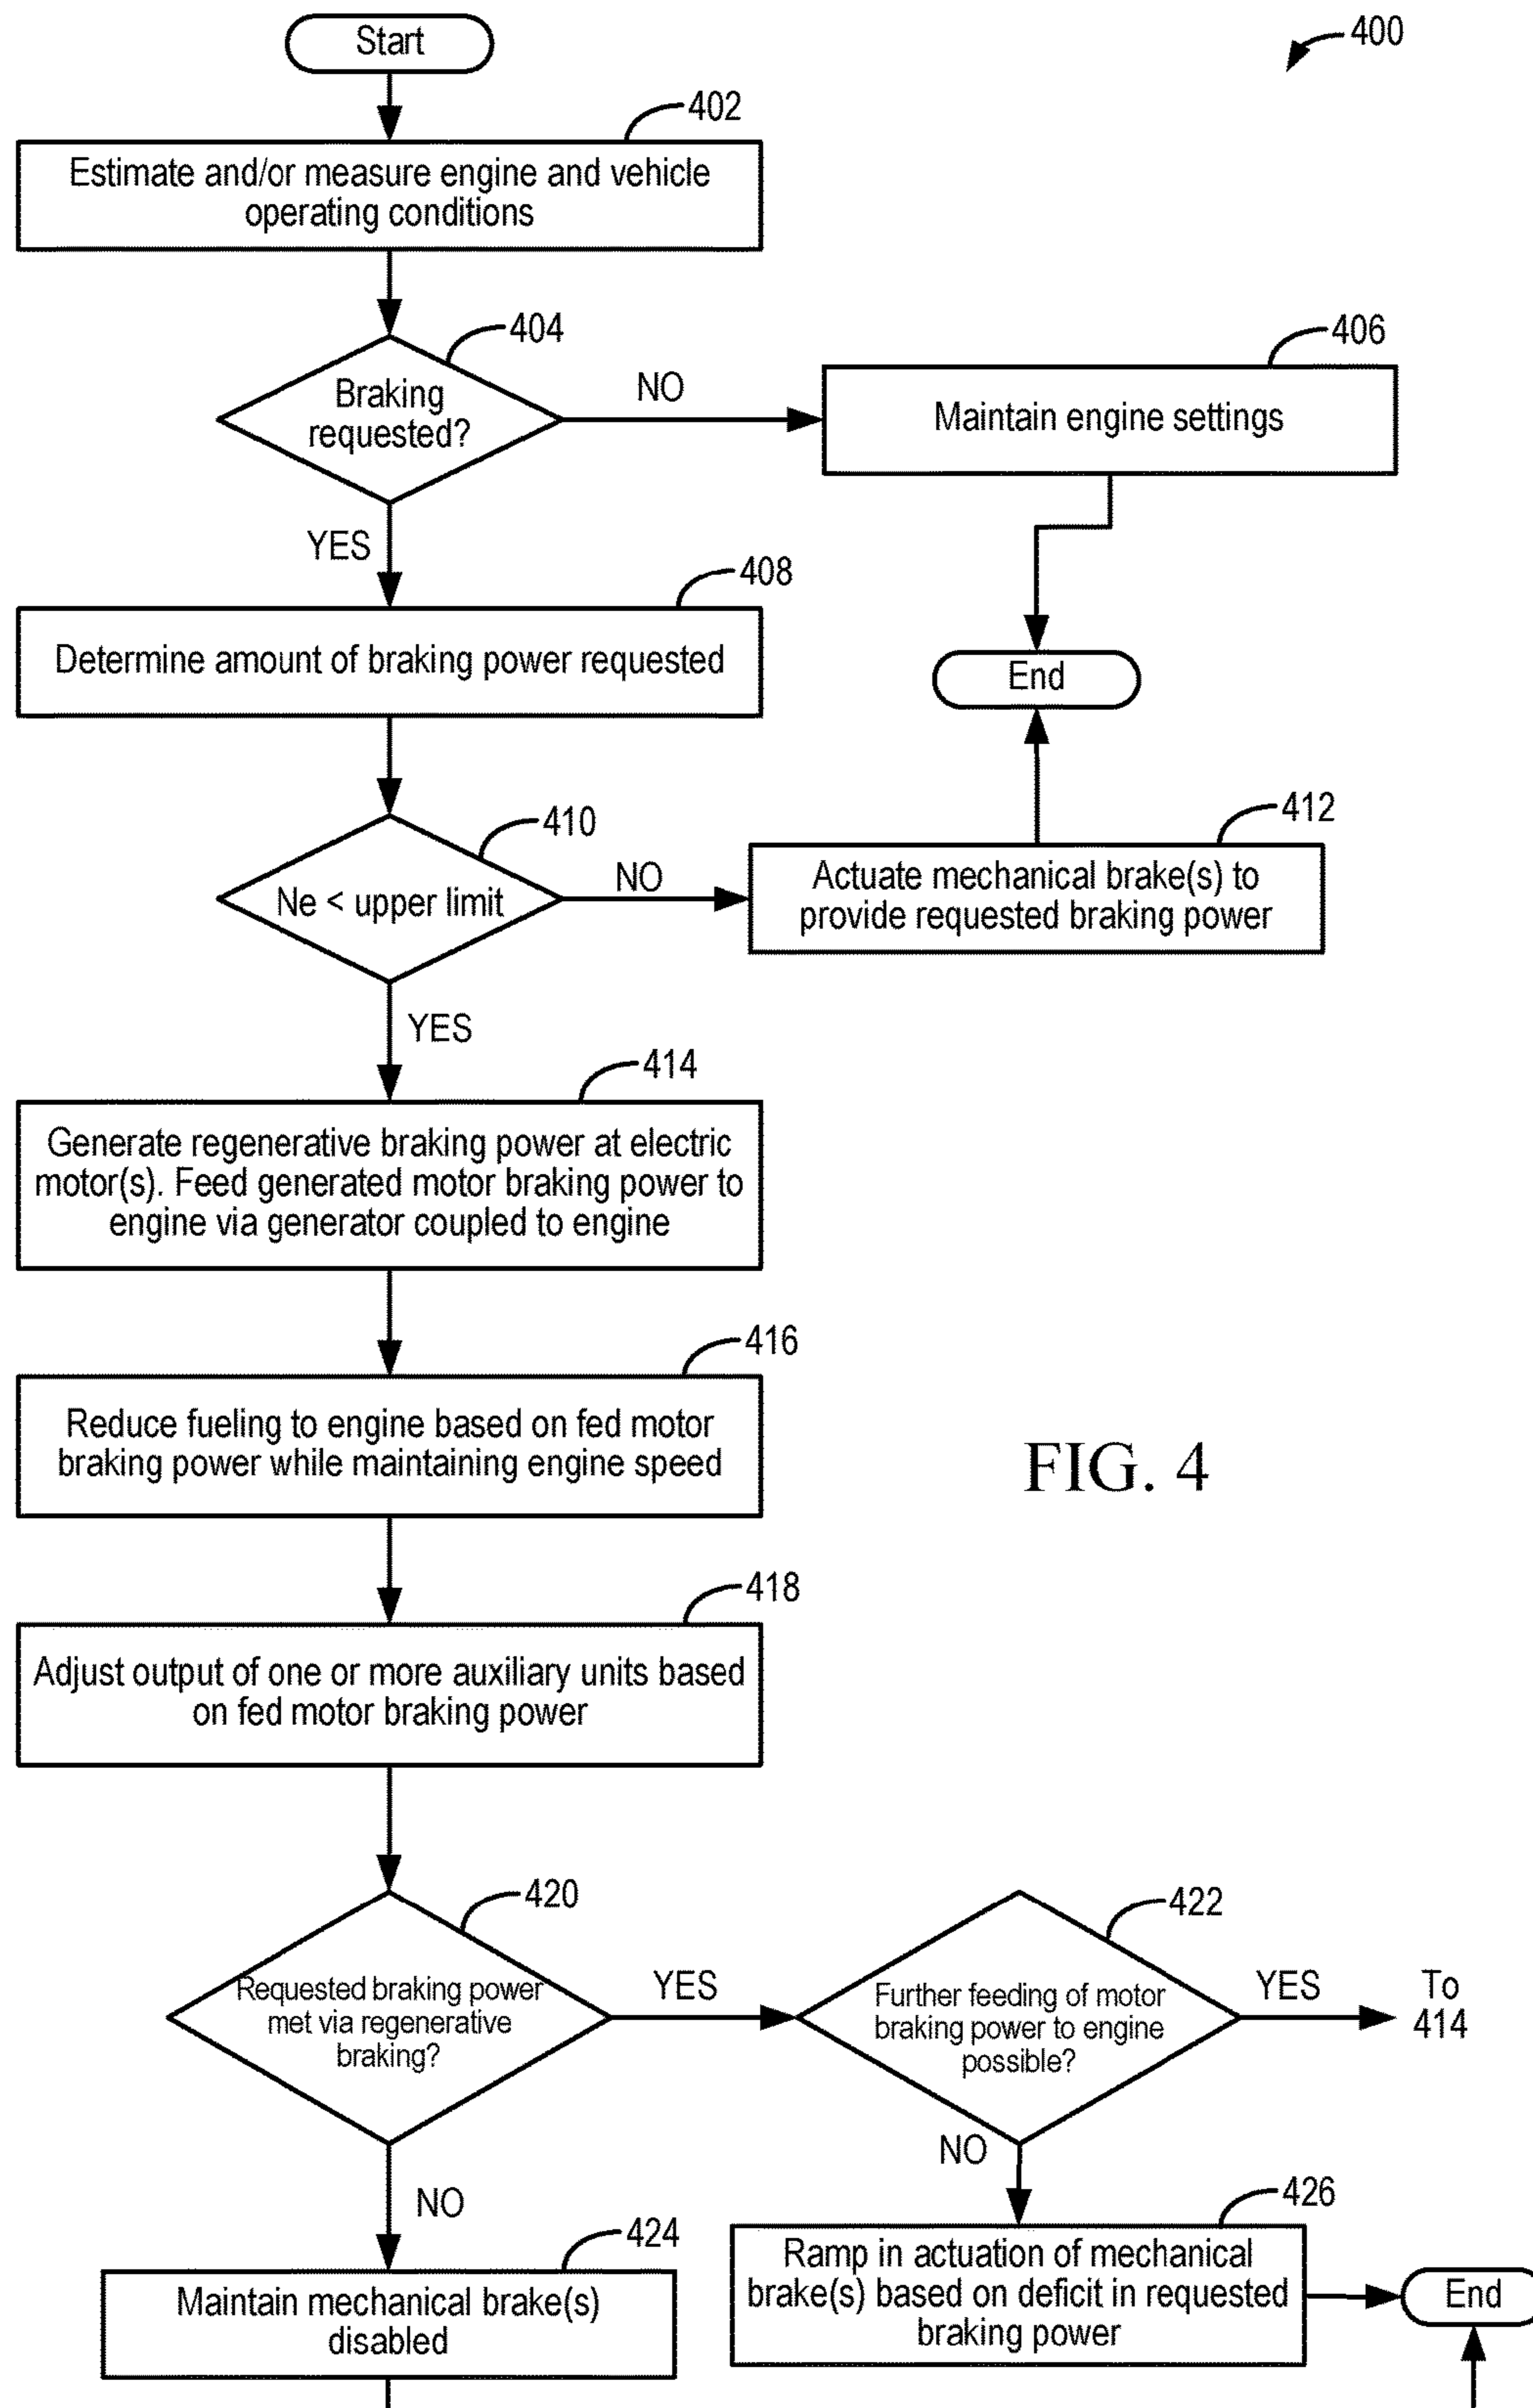 Start
400
402
Estimate and/or measure engine and vehicle
operating conditions
404
Braking
requested?
NO
406
Maintain engine settings
YES
408
Determine amount of braking power requested
End
410
Ne < upper limit
NO
412
Actuate mechanical brake(s) to
provide requested braking power
YES
414
Generate regenerative braking power at electric
motor(s). Feed generated motor braking power to
engine via generator coupled to engine
416
Reduce fueling to engine based on fed motor
braking power while maintaining engine speed
FIG. 4
418
Adjust output of one or more auxiliary units based
on fed motor braking power
420
Requested braking power
met via regenerative
braking?
YES
422
Further feeding of motor
braking power to engine
possible?
YES
To
414
NO
NO
424
Maintain mechanical brake(s)
disabled
426
Ramp in actuation of mechanical
brake(s) based on deficit in requested
braking power
End